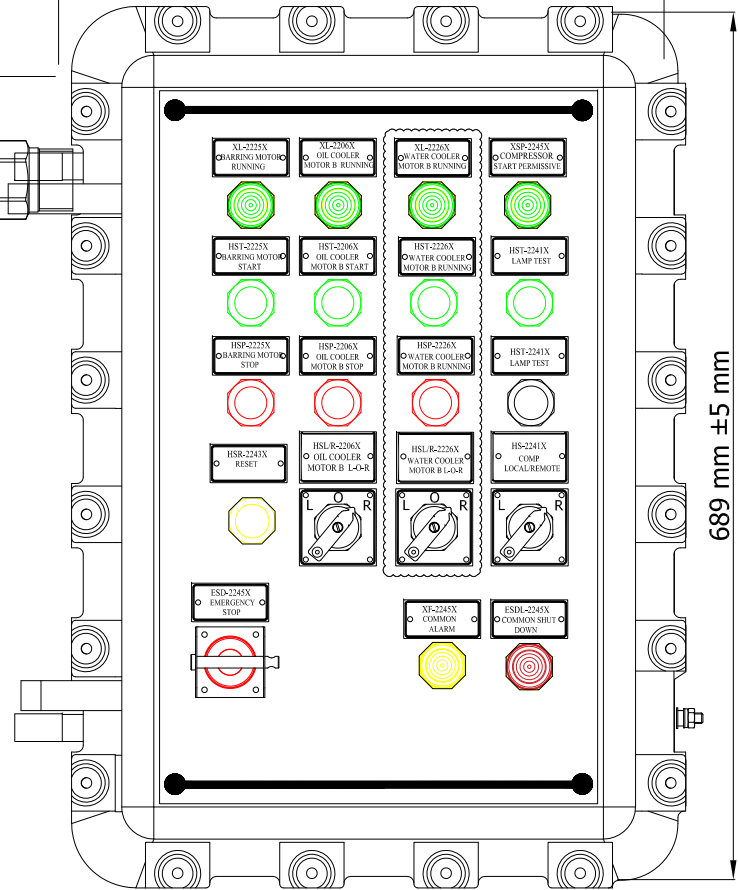 XL-2225X
BARRING MOTOR
RUNNING
XL-2206X
OIL COOLER
MOTOR B RUNNING
XL-2226X
WATER COOLER
MOTOR B RUNNING
XSP-2245X
COMPRESSOR
START PERMISSIVE
HST-2225X
BARRING MOTOR
START
HST-2206X
OIL COOLER
MOTOR B START
HST-2226X
WATER COOLER
MOTOR B RUNNING
HST-2241X
LAMP TEST
HSP-2225X
BARRING MOTOR
STOP
HSP-2206X
OIL COOLER
MOTOR B STOP
HSP-2226X
WATER COOLER
MOTOR B RUNNING
HST-2241X
LAMP TEST
HSR-2243X
RESET
HSL/R-2206X
OIL COOLER
MOTOR B L-O-R
HSL/R-2226X
WATER COOLER
MOTOR B L-O-R
HS-2241X
COMP
LOCAL/REMOTE
L O R
L O R
L R
ESD-2245X
EMERGENCY
STOP
XF-2245X
COMMON
ALARM
ESDL-2245X
COMMON SHUT
DOWN
689 mm ±5 mm